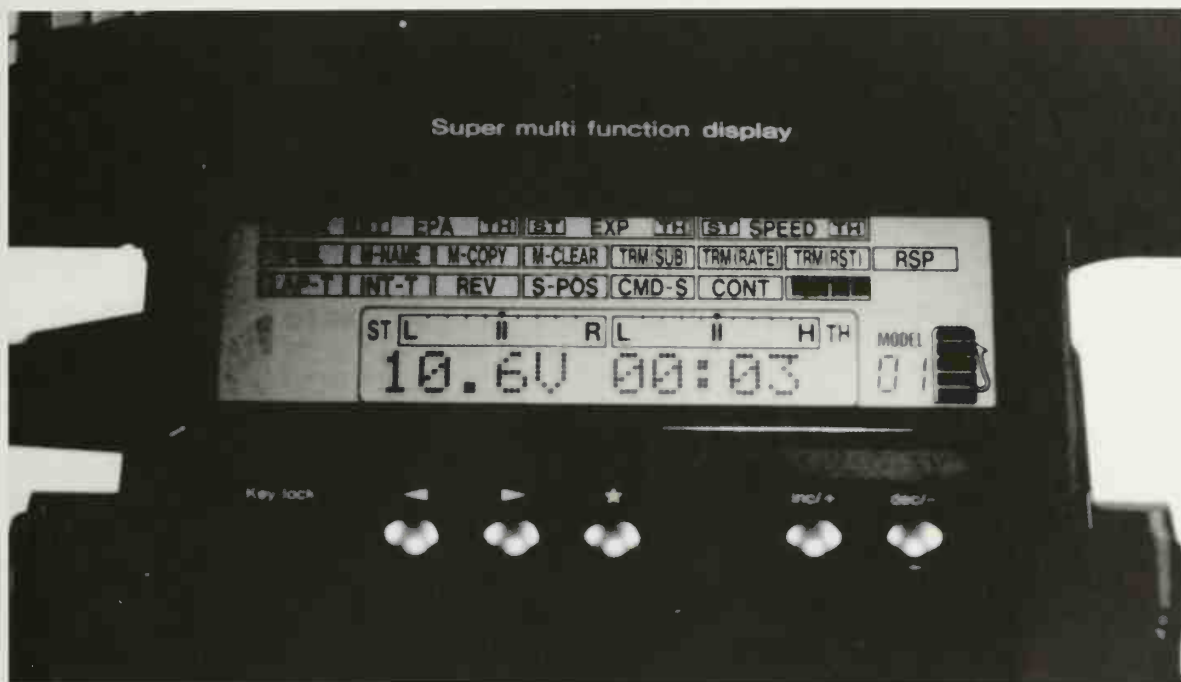 Super multi function display
EPA TH ST EXP TH ST SPEED TH
M-NAME M-COPY M-CLEAR TRM(SUB) TRM(RATE) TRM(RST) RSP
INT-T REV S-POS CMD-S CONT
ST L R L H TH MODEL
10.6V 00:03 01
Key lock inc/+ dec/-